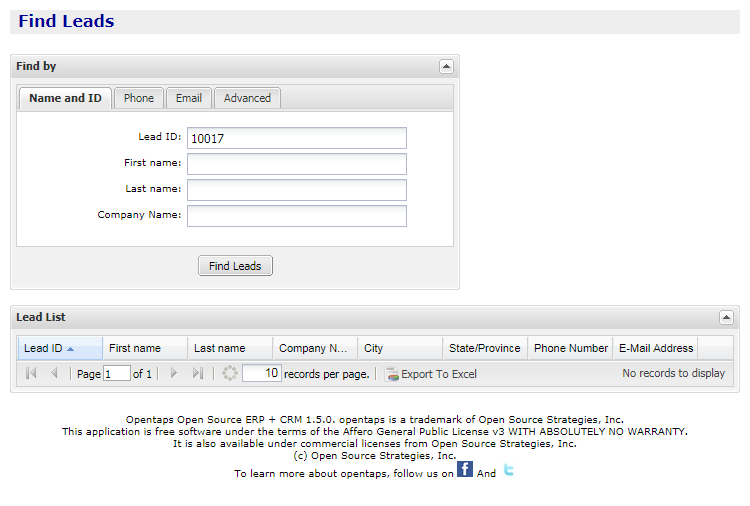 Find Leads
Find by
Name and ID Phone Email Advanced
Lead ID: 10017
First name:
Last name:
Company Name:
Find Leads
Lead List
Lead ID First name Last name Company N... City State/Province Phone Number E-Mail Address
Page 1 of 1 10 records per page. Export To Excel No records to display
Opentaps Open Source ERP + CRM 1.5.0. opentaps is a trademark of Open Source Strategies, Inc.
This application is free software under the terms of the Affero General Public License v3 WITH ABSOLUTELY NO WARRANTY.
It is also available under commercial licenses from Open Source Strategies, Inc.
(c) Open Source Strategies, Inc.
To learn more about opentaps, follow us on f And t